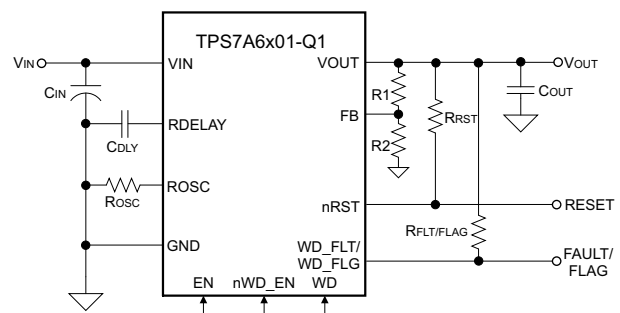 TPS7A6x01-Q1
VIN
VIN
VOUT
VOUT
CIN
R1
COUT
FB
RRST
RDELAY
CDLY
R2
ROSC
ROSC
nRST
RESET
RFLT/FLAG
GND
WD_FLT/
WD_FLG
FAULT/
FLAG
EN
nWD_EN
WD